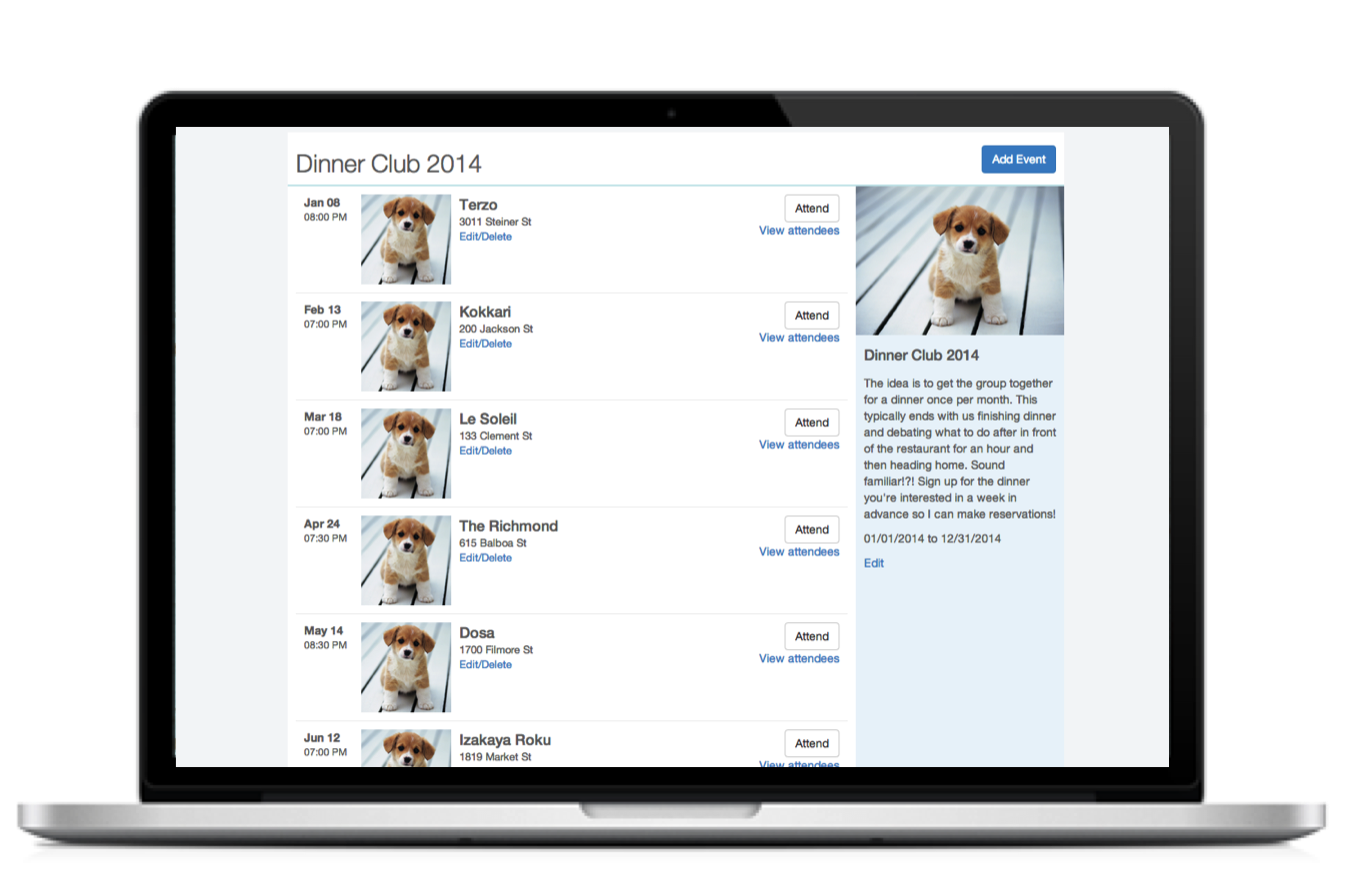 Dinner Club 2014
Add Event
Jan 08
08:00 PM
Terzo
3011 Steiner St
Edit/Delete
Attend
View attendees
Feb 13
07:00 PM
Kokkari
200 Jackson St
Edit/Delete
Attend
View attendees
Mar 18
07:00 PM
Le Soleil
133 Clement St
Edit/Delete
Attend
View attendees
Apr 24
07:30 PM
The Richmond
615 Balboa St
Edit/Delete
Attend
View attendees
May 14
08:30 PM
Dosa
1700 Filmore St
Edit/Delete
Attend
View attendees
Jun 12
07:00 PM
Izakaya Roku
1819 Market St
Attend
View attendees
Dinner Club 2014
The idea is to get the group together
for a dinner once per month. This
typically ends with us finishing dinner
and debating what to do after in front
of the restaurant for an hour and
then heading home. Sound
familiar!?! Sign up for the dinner
you're interested in a week in
advance so I can make reservations!
01/01/2014 to 12/31/2014
Edit